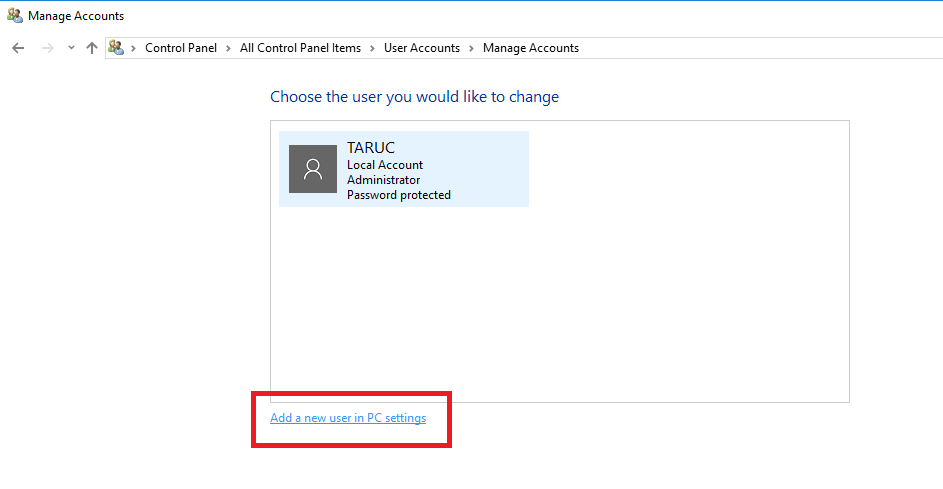 Manage Accounts
Control Panel > All Control Panel Items > User Accounts > Manage Accounts
Choose the user you would like to change
TARUC
Local Account
Administrator
Password protected
Add a new user in PC settings